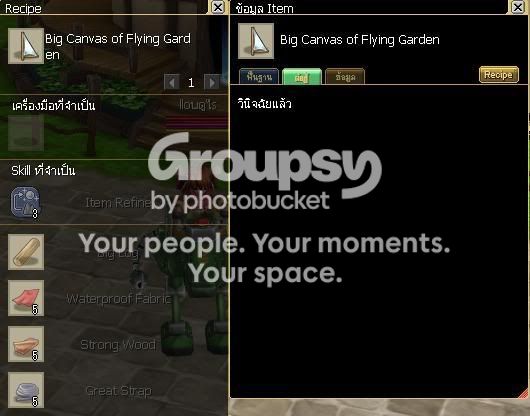 Recipe
Big Canvas of Flying Gard
en
1
เครื่องมือที่จำเป็น
Skill ที่จำเป็น
Item Refine
3
Big Log
Waterproof Fabric
5
Strong Wood
5
Great Strap
5
ข้อมูล Item
Big Canvas of Flying Garden
พื้นฐาน
ข้อมูล
Recipe
วินิจฉัยแล้ว
Groupsy
by photobucket
Your people. Your moments.
Your space.